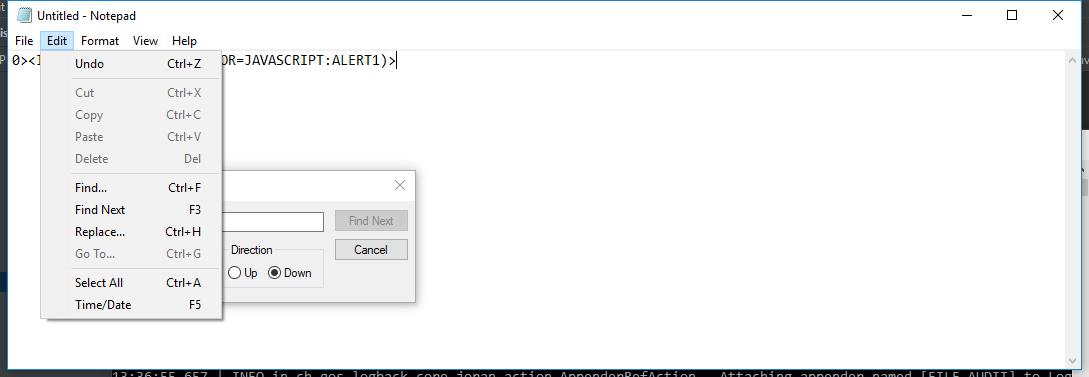 Untitled - Notepad
File Edit Format View Help
0><I
OR=JAVASCRIPT:ALERT1)>
Undo Ctrl+Z
Cut Ctrl+X
Copy Ctrl+C
Paste Ctrl+V
Delete Del
Find... Ctrl+F
Find Next F3
Replace... Ctrl+H
Go To... Ctrl+G
Select All Ctrl+A
Time/Date F5
Find Next
Cancel
Direction
Up Down
13:36:55,657 | INFO in ch.qos.logback.core.joran.action.AppenderRefAction - Attaching appender named [FILE_AUDIT] to Log